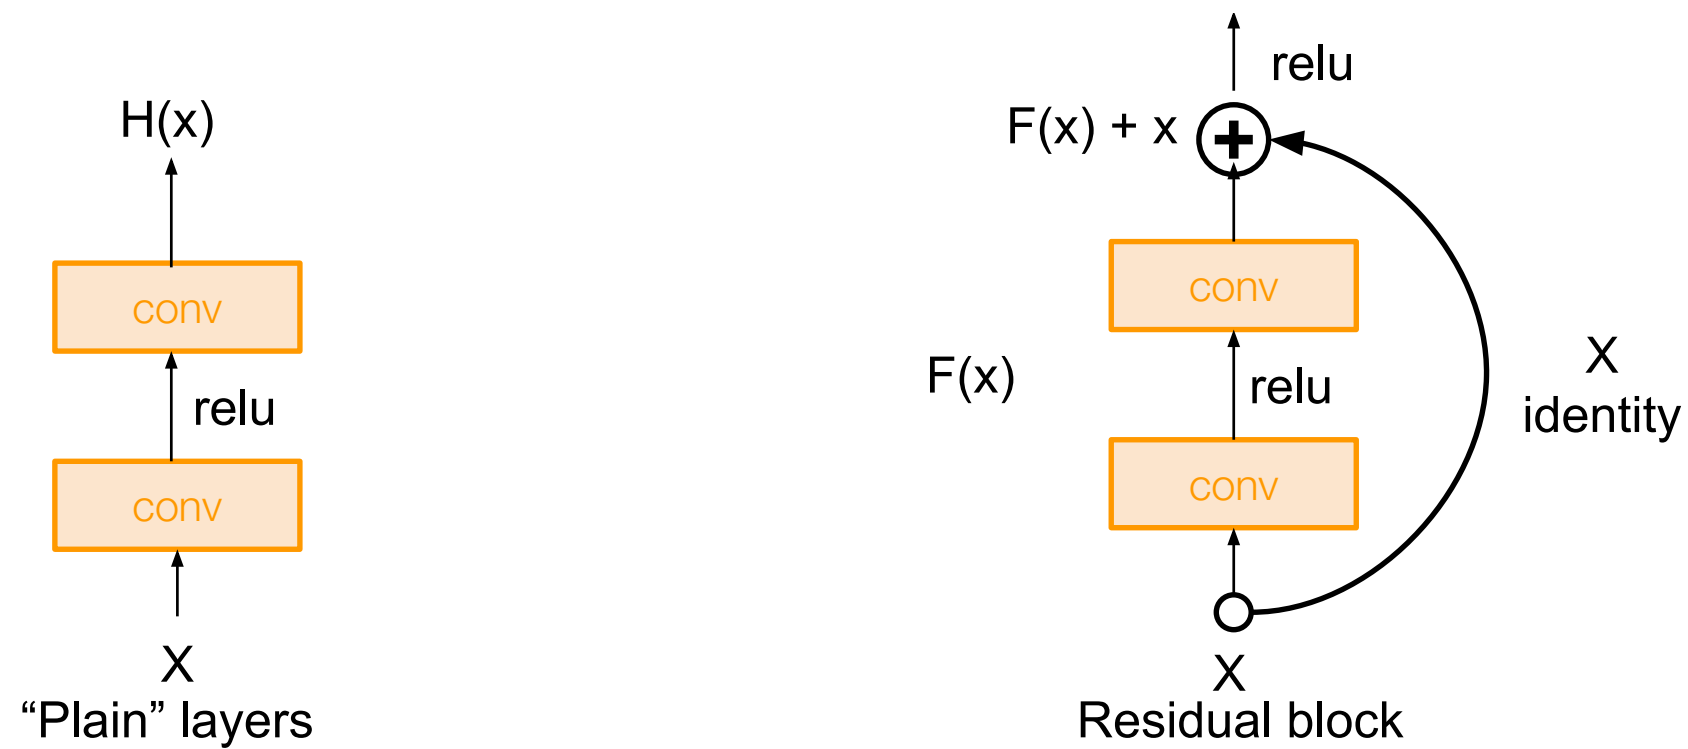 H(x)
conv
relu
conv
X
“Plain” layers
relu
F(x) + x
conv
F(x)
relu
conv
X
identity
X
Residual block